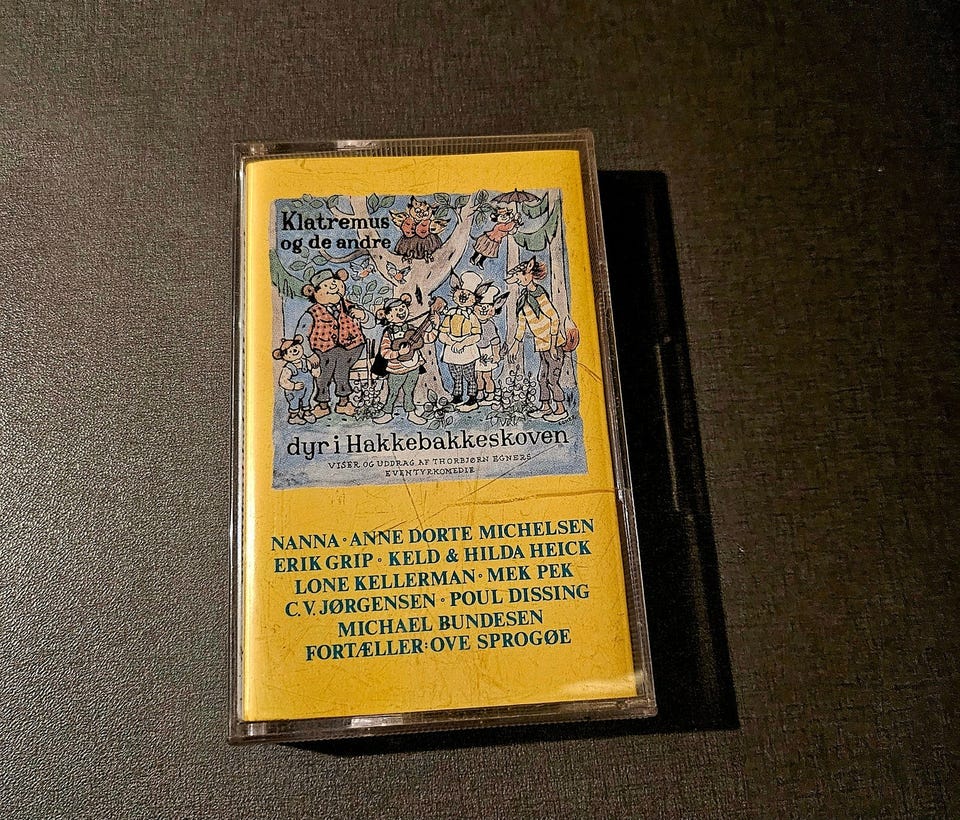 Klatremus
og de andre
dyr i Hakkebakkeskoven
VISER OG UDDRAG AF THORBJØRN EGNERS
EVENTYRKOMEDIE
NANNA · ANNE DORTE MICHELSEN
ERIK GRIP · KELD & HILDA HEICK
LONE KELLERMAN · MEK PEK
C.V. JØRGENSEN · POUL DISSING
MICHAEL BUNDESEN
FORTÆLLER: OVE SPROGØE